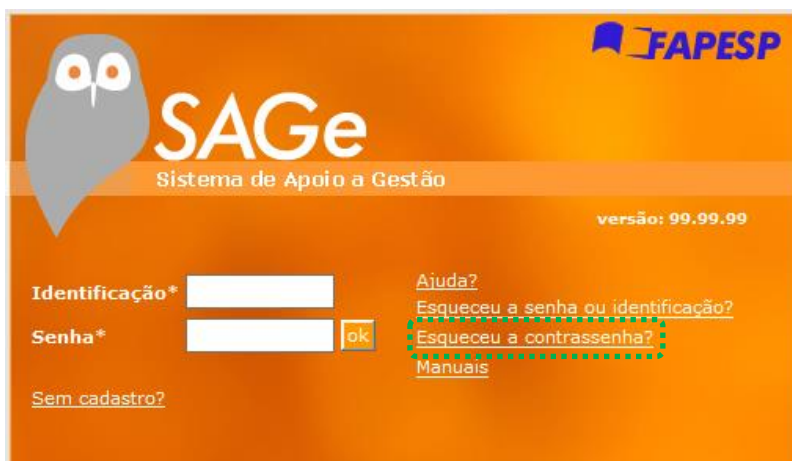 FAPESP
SAGe
Sistema de Apoio a Gestão
versão: 99.99.99
Identificação*
Senha*
ok
Sem cadastro?
Ajuda?
Esqueceu a senha ou identificação?
Esqueceu a contrassenha?
Manuais